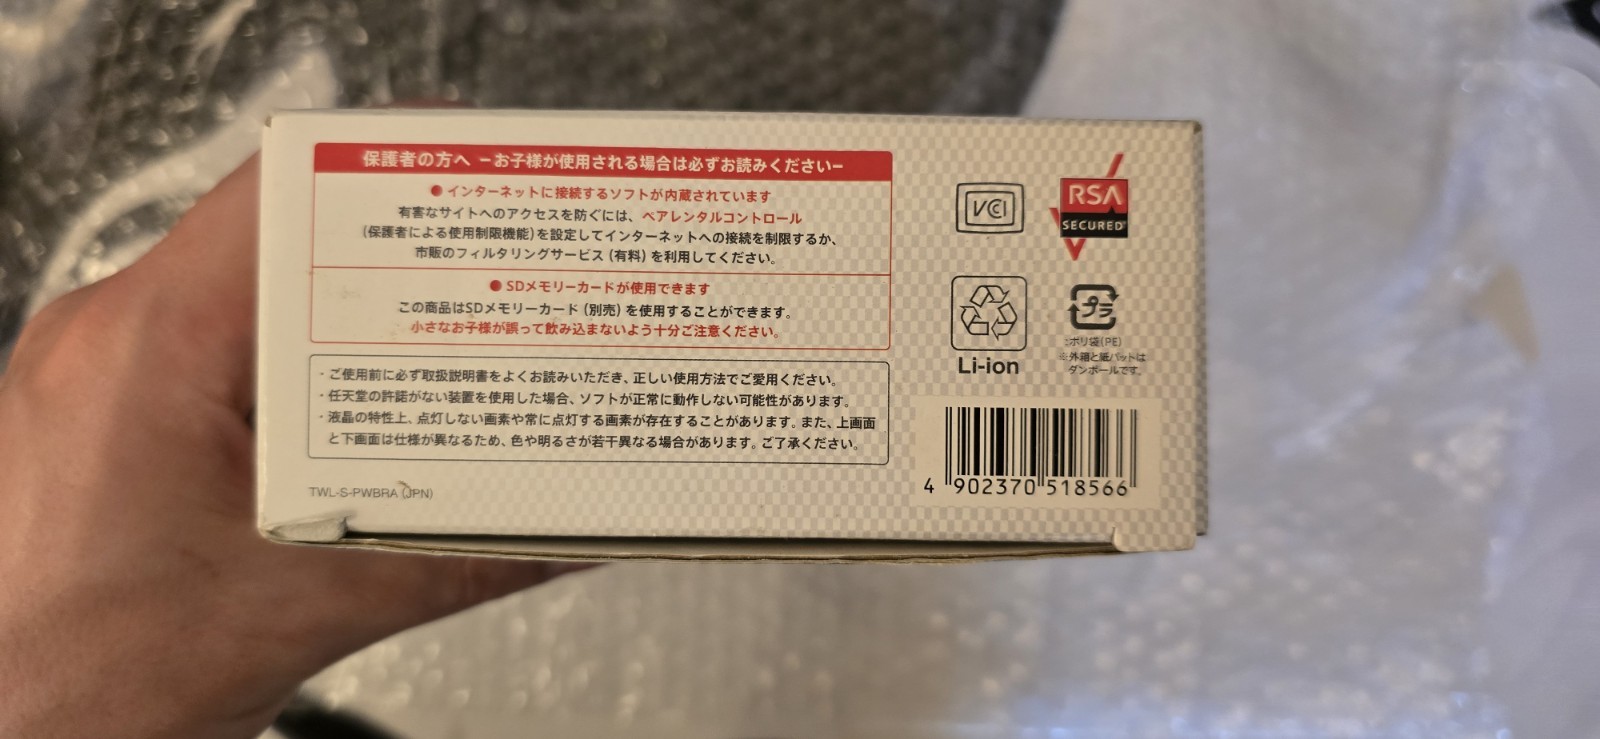 保護者の方へ －お子様が使用される場合は必ずお読みください－
●インターネットに接続するソフトが内蔵されています
有害なサイトへのアクセスを防ぐには、ペアレンタルコントロール
(保護者による使用制限機能)を設定してインターネットへの接続を制限するか、
市販のフィルタリングサービス(有料)を利用してください。
●SDメモリーカードが使用できます
この商品はSDメモリーカード(別売)を使用することができます。
小さなお子様が誤って飲み込まないよう十分ご注意ください。
・ご使用前に必ず取扱説明書をよくお読みいただき、正しい使用方法でご愛用ください。
・任天堂の許諾がない装置を使用した場合、ソフトが正常に動作しない可能性があります。
・液晶の特性上、点灯しない画素や常に点灯する画素が存在することがあります。また、上画面
と下画面は仕様が異なるため、色や明るさが若干異なる場合があります。ご了承ください。
TWL-S-PWBRA (JPN)
VCI
RSA
SECURED
Li-ion
プラ
:ポリ袋(PE)
※外箱と紙パットは
ダンボールです。
4 902370 518566